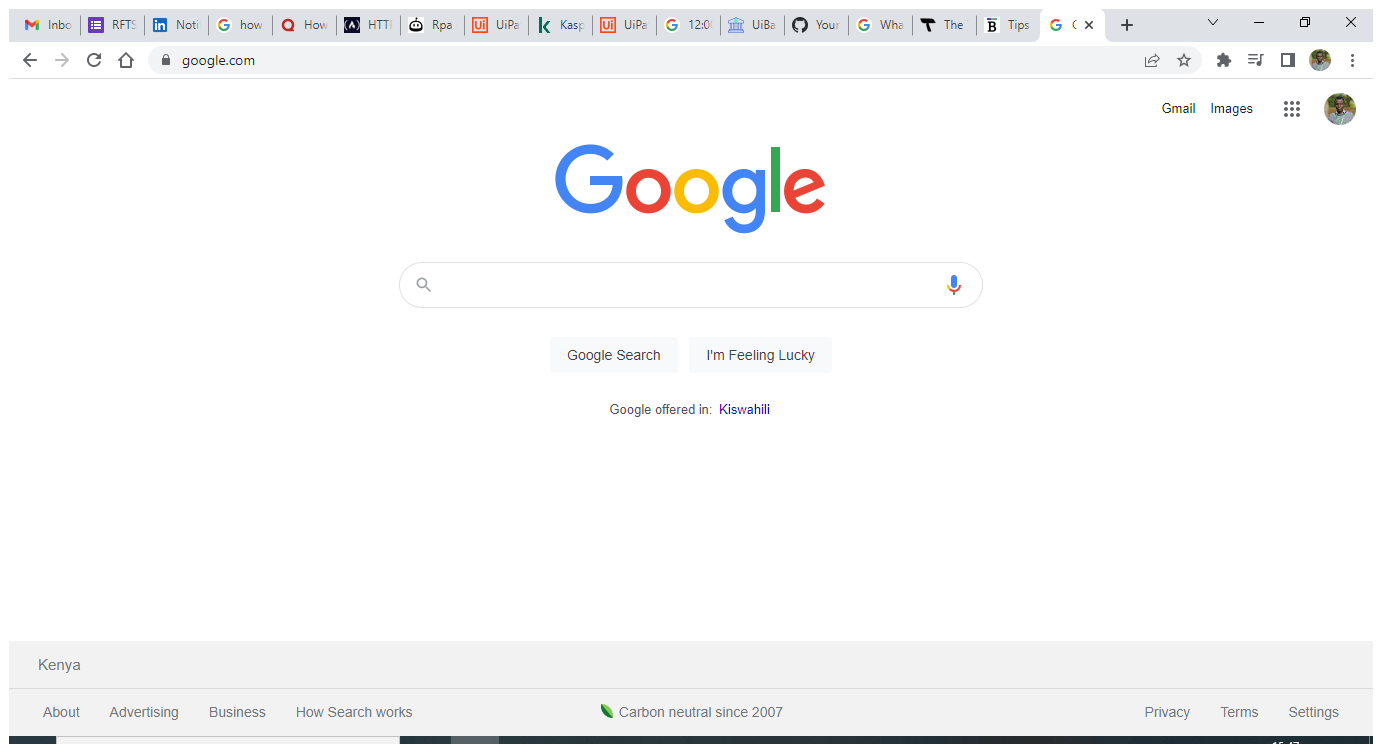 Inbo RFTS Noti how How HTTI Rpa UiPa Kasp UiPa 12:0 UiBa Your Wha The Tips
google.com
Gmail Images
Google
Google Search I'm Feeling Lucky
Google offered in: Kiswahili
Kenya
About Advertising Business How Search works Carbon neutral since 2007 Privacy Terms Settings